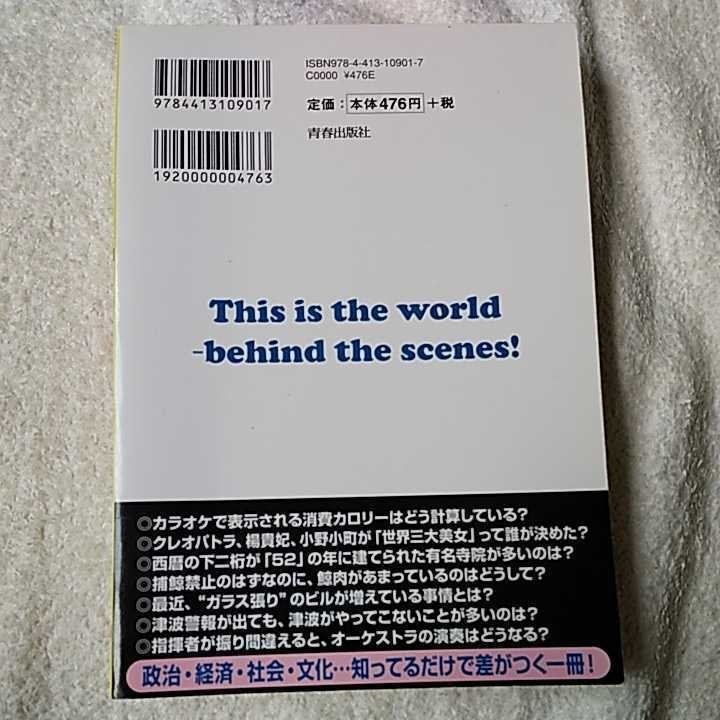 ISBN978-4-413-10901-7
C0000 ¥476E
9784413109017
定価：本体476円+税
青春出版社
1920000004763
This is the world
-behind the scenes!
◎カラオケで表示される消費カロリーはどう計算している?
◎クレオパトラ、楊貴妃、小野小町が「世界三大美女」って誰が決めた?
◎西暦の下二桁が「52」の年に建てられた有名寺院が多いのは?
◎捕鯨禁止のはずなのに、鯨肉があまっているのはどうして?
◎最近、“ガラス張り”のビルが増えている事情とは?
◎津波警報が出ても、津波がやってこないことが多いのは?
◎指揮者が振り間違えると、オーケストラの演奏はどうなる?
政治・経済・社会・文化…知ってるだけで差がつく一冊!